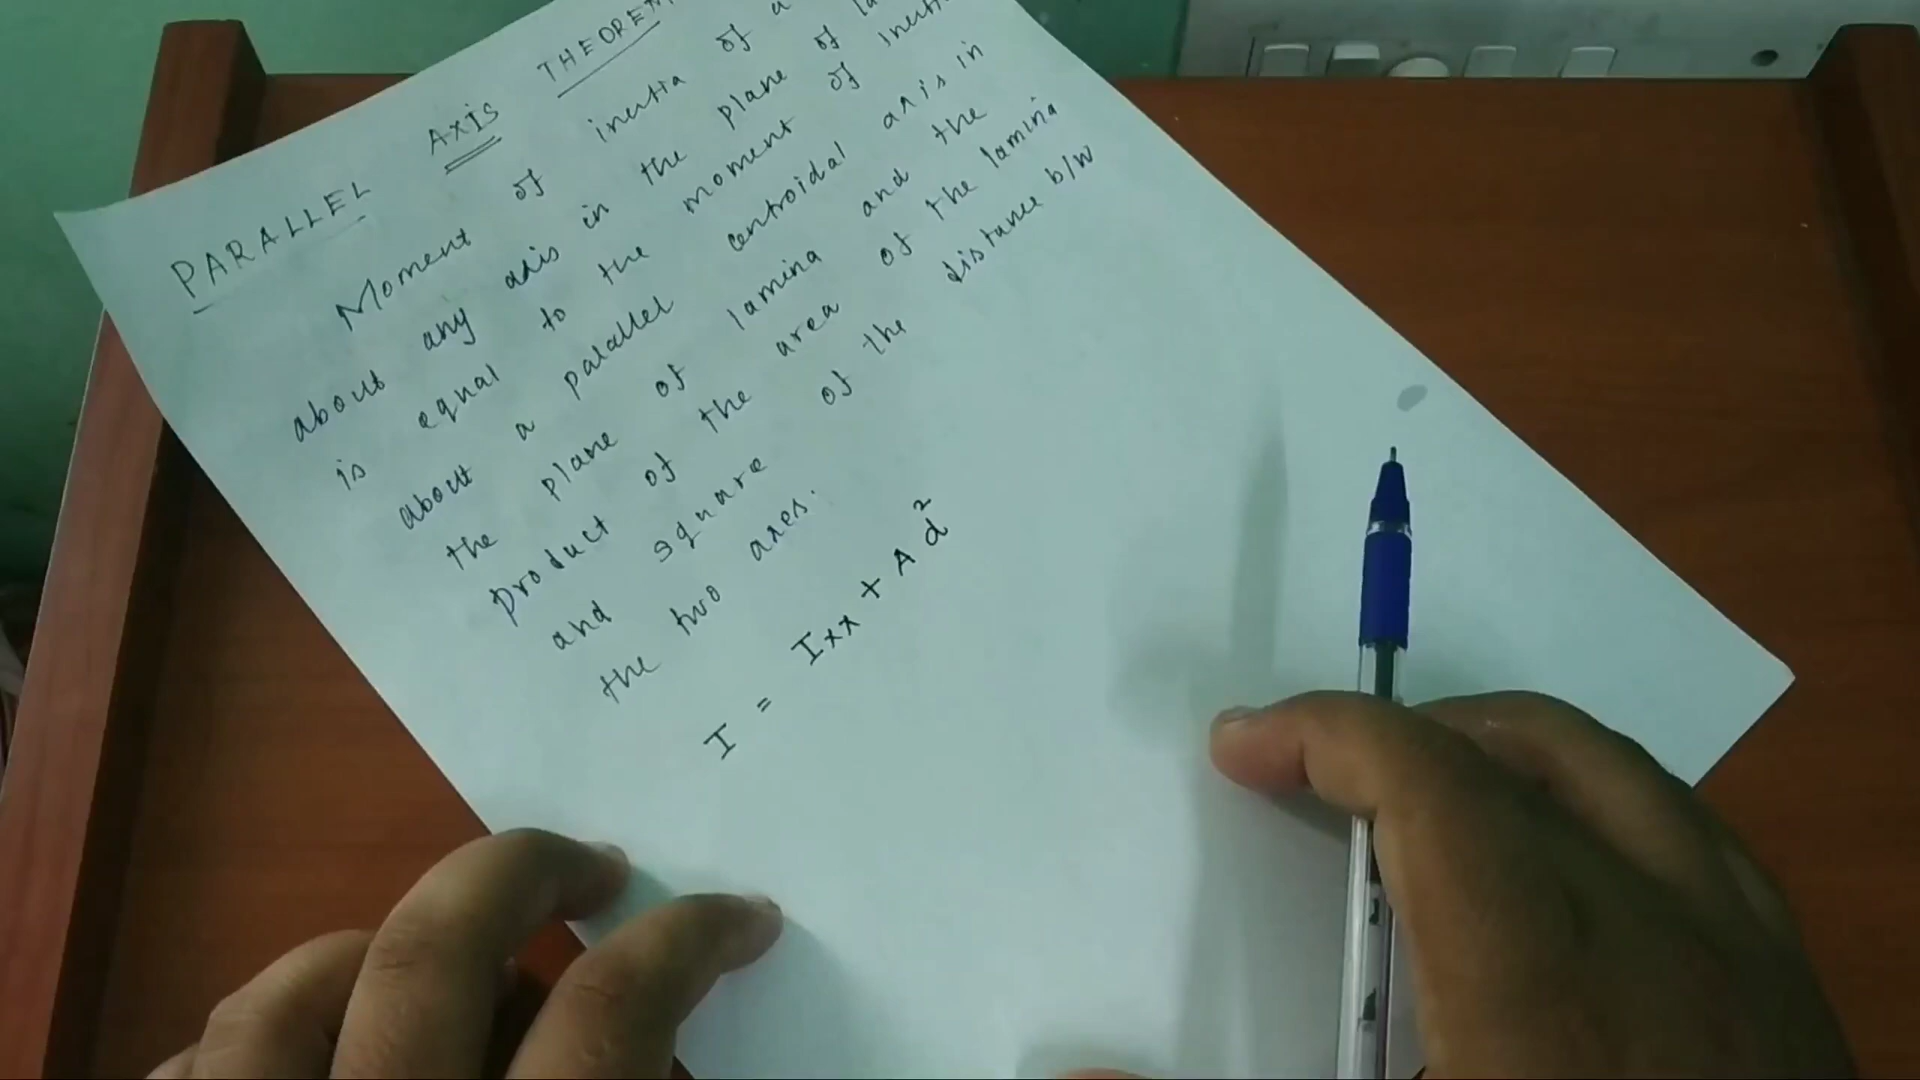 PARALLEL AXIS THEOREM
Moment of inertia of a
about any axis in the plane of
is equal to the moment of
about a parallel centroidal axis in
the plane of lamina and the
product of the area of the lamina
and square of the distance b/w
the two axes.
I = Ixx + Ad²